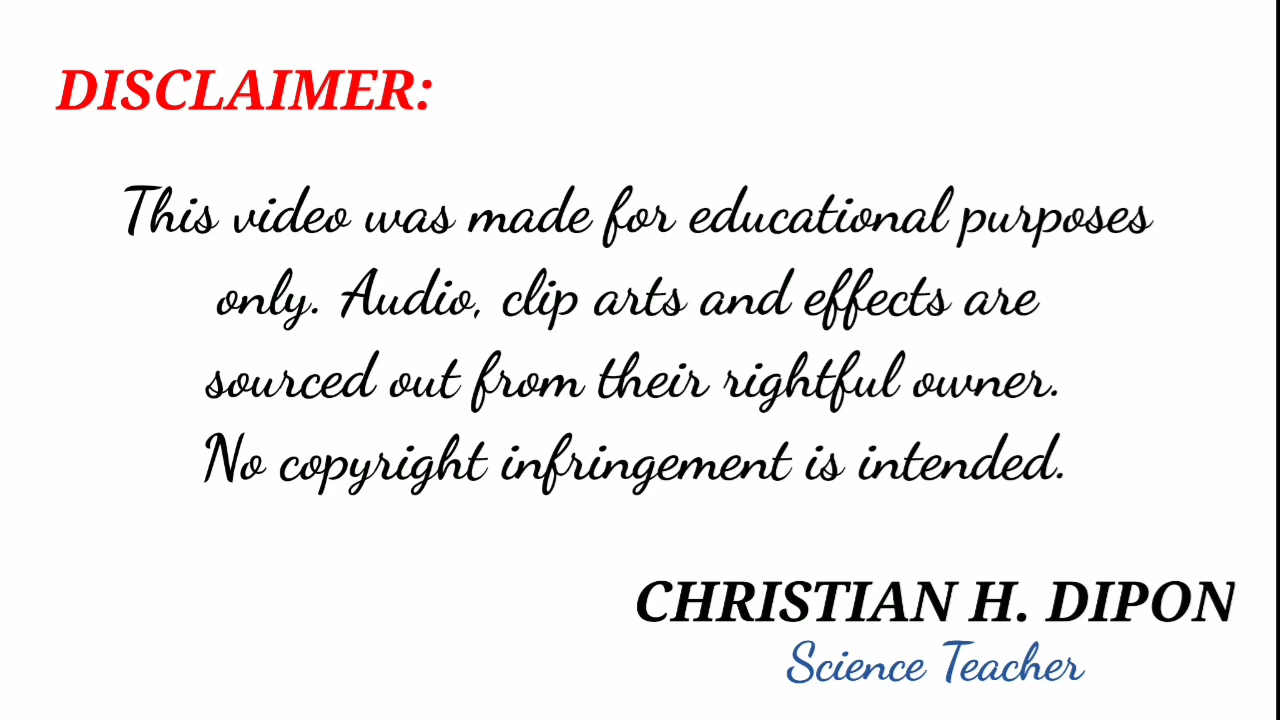 DISCLAIMER:
This video was made for educational purposes
only. Audio, clip arts and effects are
sourced out from their rightful owner.
No copyright infringement is intended.
CHRISTIAN H. DIPON
Science Teacher